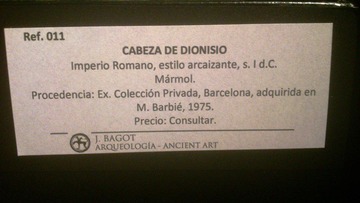 Ref. 011
CABEZA DE DIONISIO
Imperio Romano, estilo arcaizante, s. I d.C.
Mármol.
Procedencia: Ex. Colección Privada, Barcelona, adquirida en
M. Barbié, 1975.
Precio: Consultar.
J. BAGOT
ARQUEOLOGÍA - ANCIENT ART